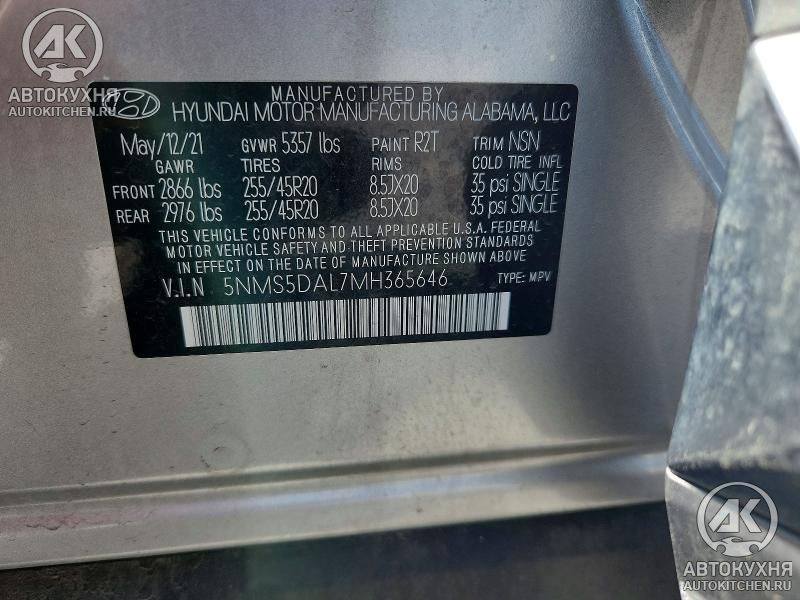 AK
АВТОКУХНЯ
AUTOKITCHEN.RU
MANUFACTURED BY
HYUNDAI MOTOR MANUFACTURING ALABAMA, LLC
May/12/21 GVWR 5357 lbs PAINT R2T TRIM NSN
GAWR TIRES RIMS COLD TIRE INFL
FRONT 2866 lbs 255/45R20 8.5JX20 35 psi SINGLE
REAR 2976 lbs 255/45R20 8.5JX20 35 psi SINGLE
THIS VEHICLE CONFORMS TO ALL APPLICABLE U.S.A. FEDERAL
MOTOR VEHICLE SAFETY AND THEFT PREVENTION STANDARDS
IN EFFECT ON THE DATE OF MANUFACTURE SHOWN ABOVE
V.I.N 5NMS5DAL7MH365646 TYPE: MPV
AK
АВТОКУХНЯ
AUTOKITCHEN.RU